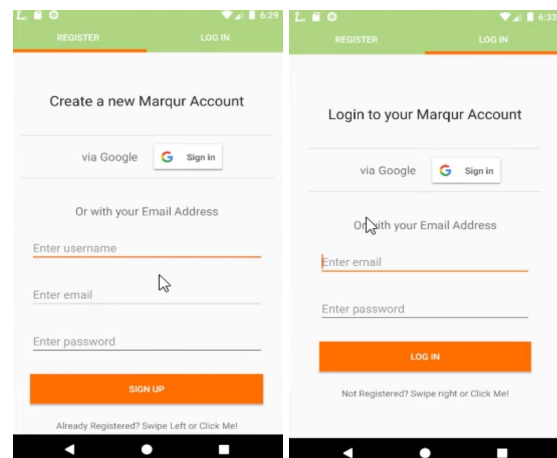 6:29
REGISTER LOG IN
Create a new Marqur Account
via Google G Sign in
Or with your Email Address
Enter username
Enter email
Enter password
SIGN UP
Already Registered? Swipe Left or Click Me!
6:33
REGISTER LOG IN
Login to your Marqur Account
via Google G Sign in
Or with your Email Address
Enter email
Enter password
LOG IN
Not Registered? Swipe right or Click Me!